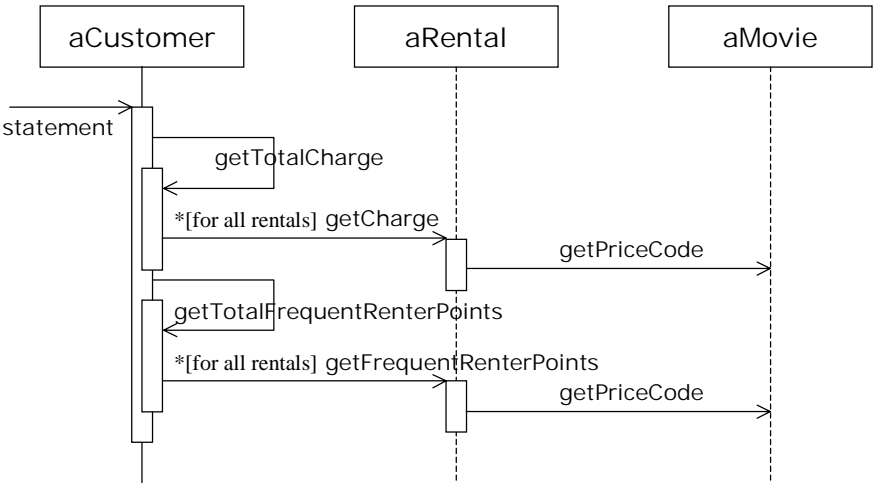 aCustomer
aRental
aMovie
statement
getTotalCharge
*[for all rentals] getCharge
getPriceCode
getTotalFrequentRenterPoints
*[for all rentals] getFrequentRenterPoints
getPriceCode